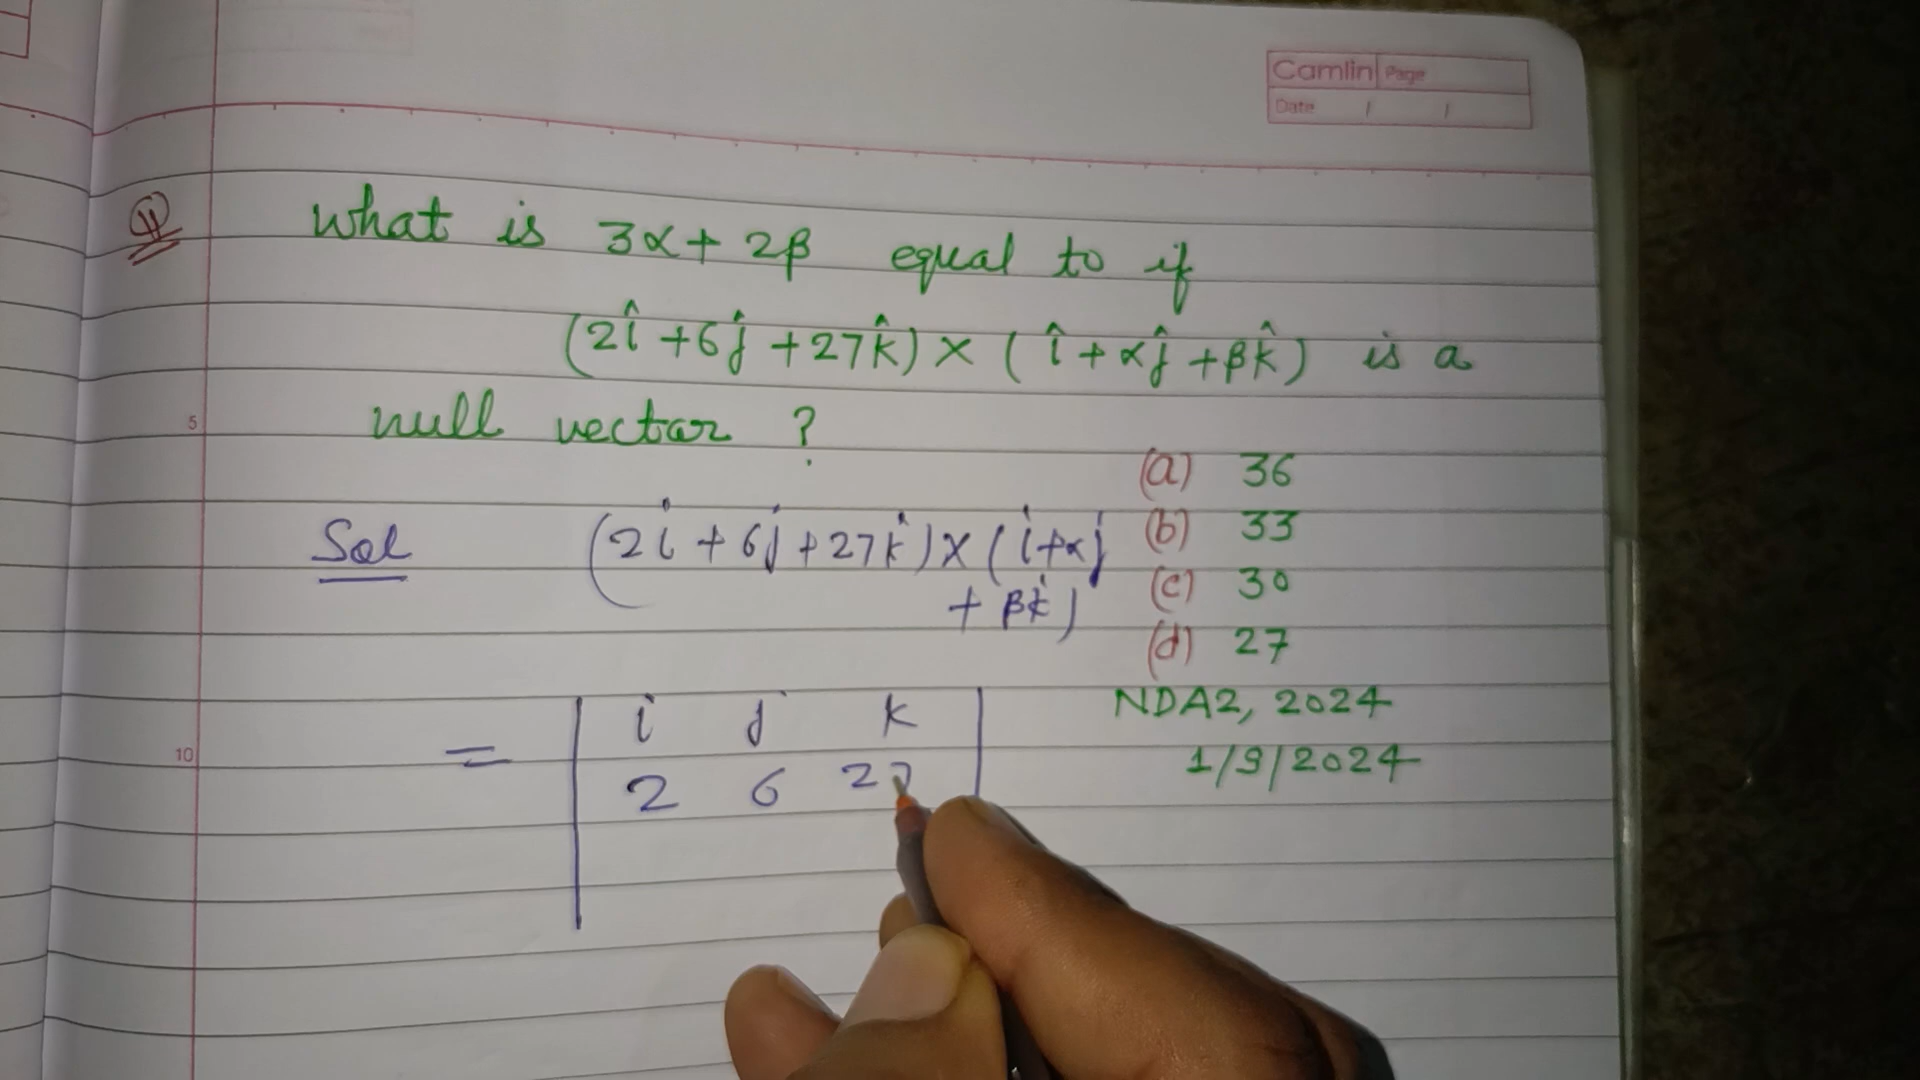 Camlin Page
Date / /
Q What is 3α + 2β equal to if
(2î + 6ĵ + 27k̂) × ( î + αĵ + βk̂ ) is a
null vectar ?
5
(a) 36
(b) 33
(c) 30
(d) 27
Sol (2i + 6j + 27k) × (i + αj
+ βk)
NDA2, 2024
1/9/2024
10
= | i j k |
2 6 27